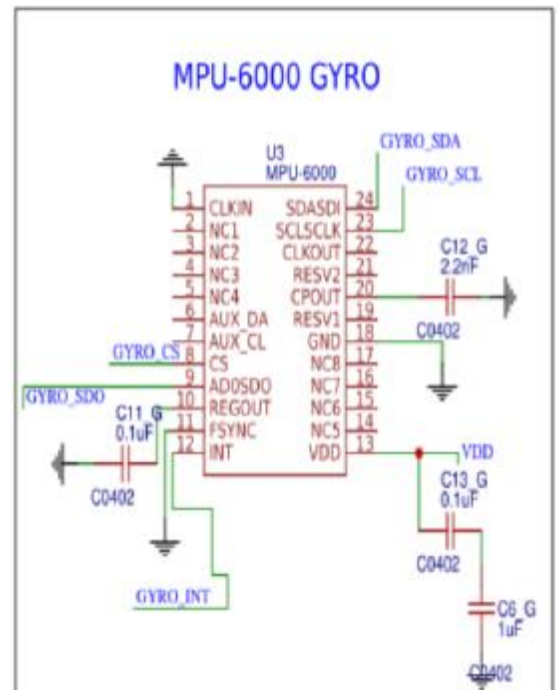 MPU-6000 GYRO
U3
MPU-6000
GYRO_SDA
GYRO_SCL
1 CLKIN SDASDI 24
2 NC1 SCLSCLK 23
3 NC2 CLKOUT 22
4 NC3 RESV2 21
5 NC4 CPOUT 20
6 AUX_DA RESV1 19
7 AUX_CL GND 18
8 CS NC8 17
9 AD0SDO NC7 16
10 REGOUT NC6 15
11 FSYNC NC5 14
12 INT VDD 13
C12_G
2.2nF
C0402
GYRO_CS
GYRO_SDO
C11_G
0.1uF
C0402
VDD
C13_G
0.1uF
C0402
GYRO_INT
C6_G
1uF
C0402